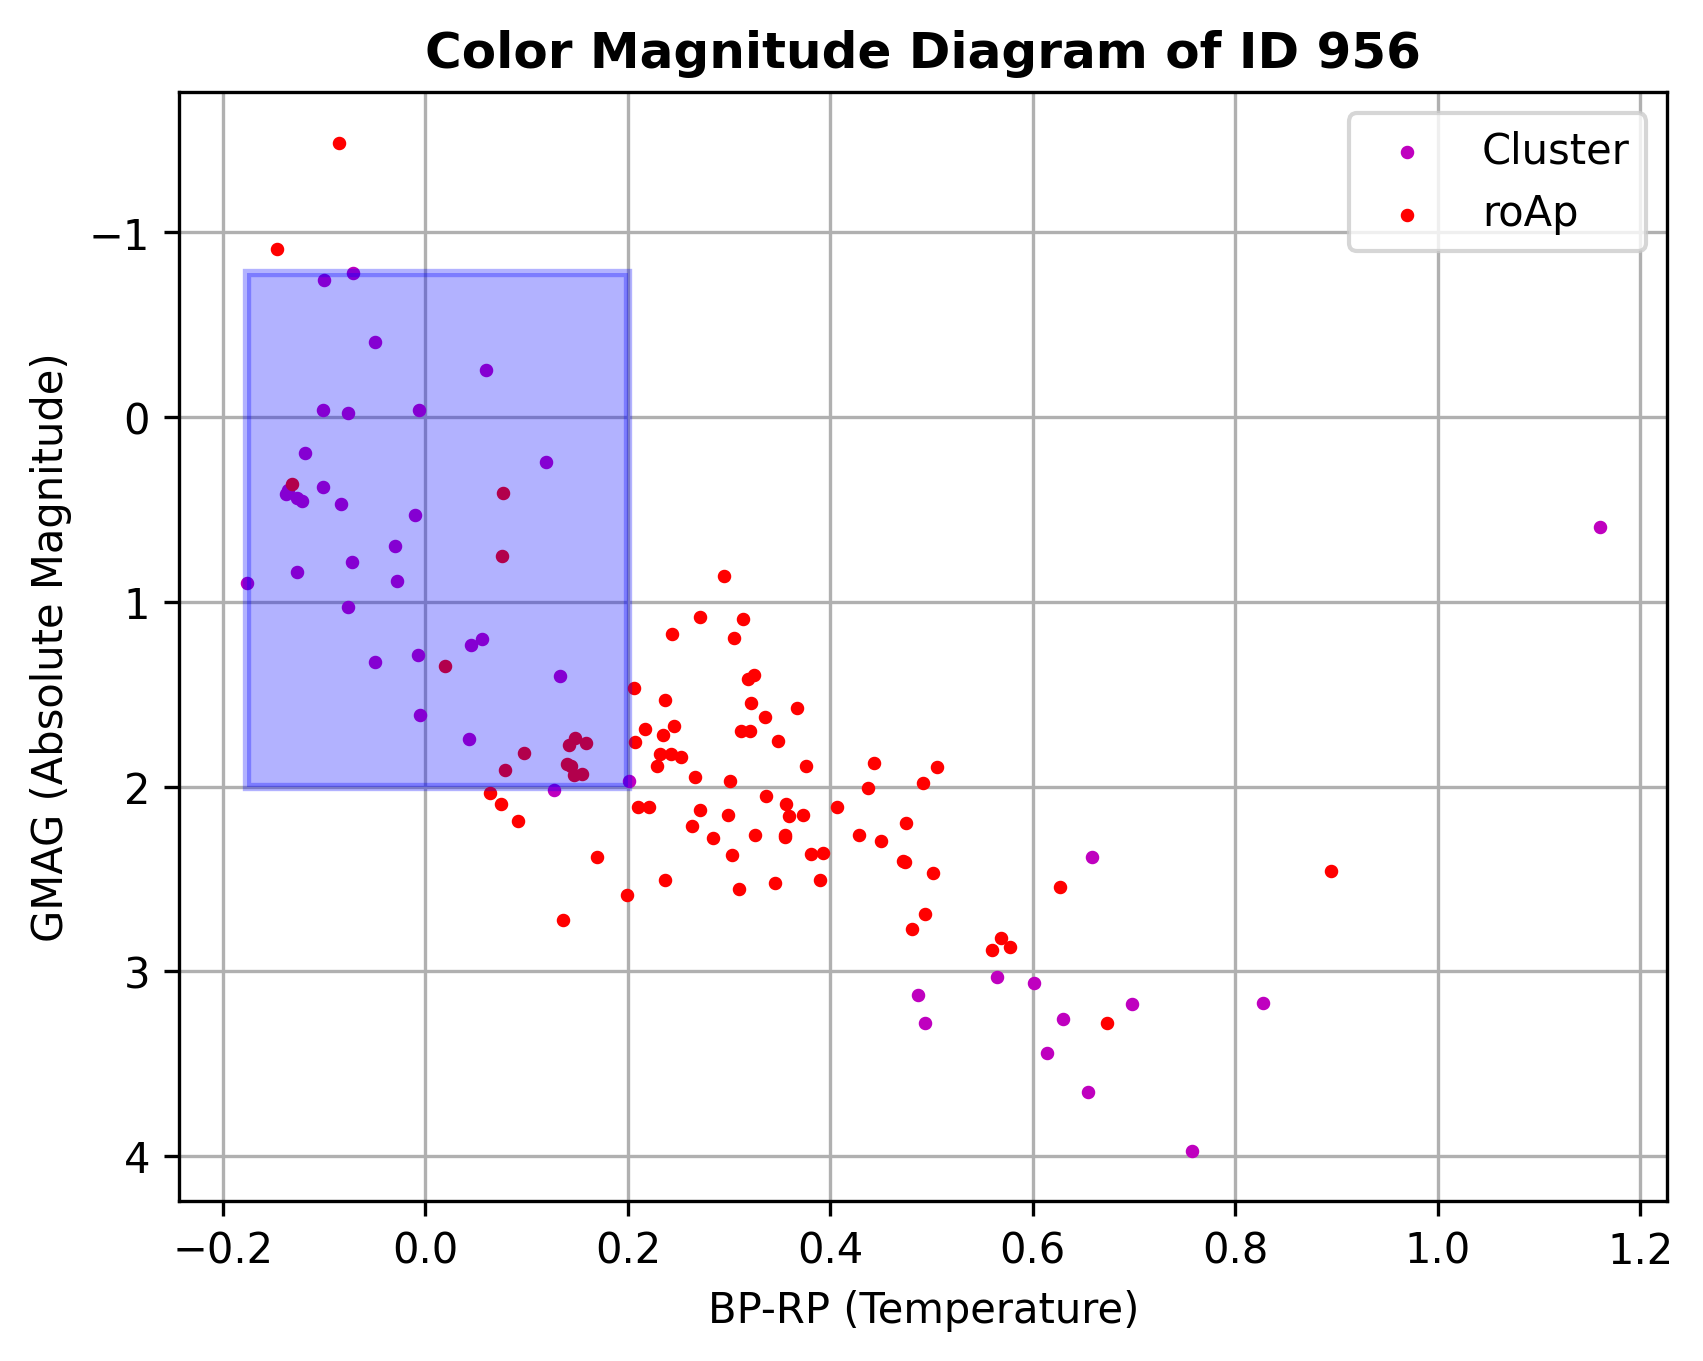 Color Magnitude Diagram of ID 956
Cluster
roAp
GMAG (Absolute Magnitude)
−1
0
1
2
3
4
−0.2 0.0 0.2 0.4 0.6 0.8 1.0 1.2
BP-RP (Temperature)